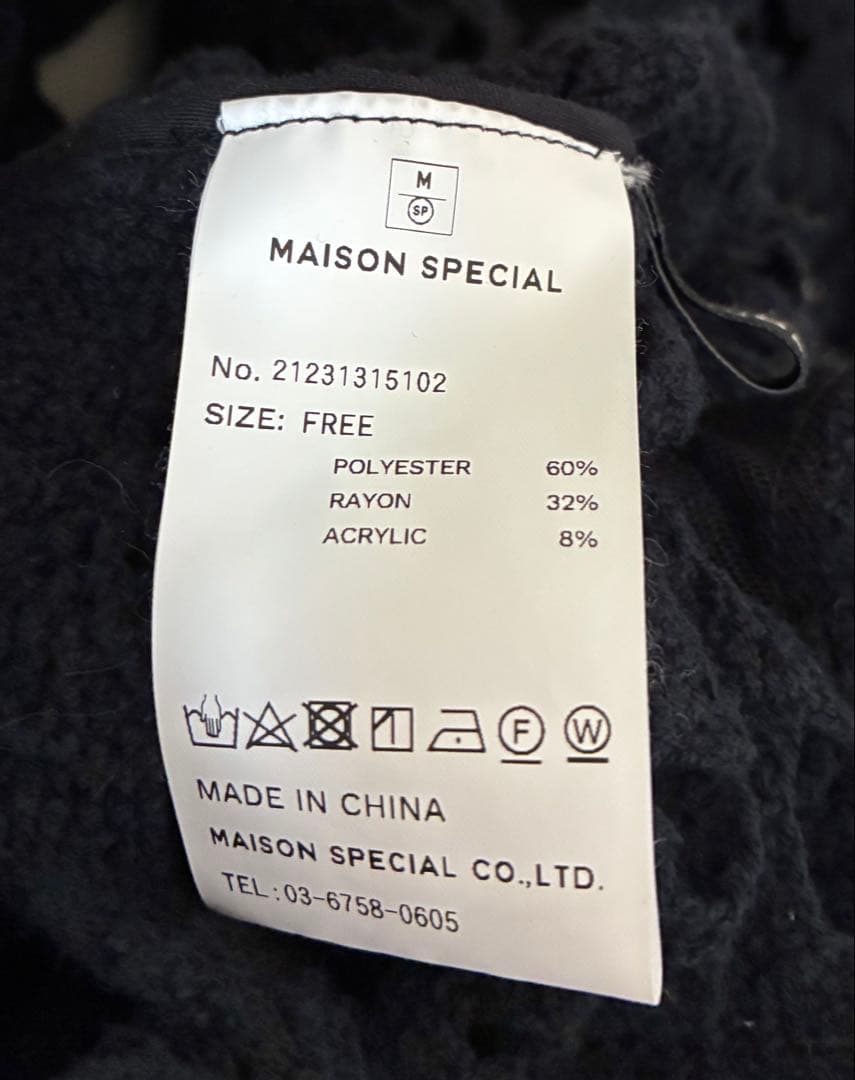 M
SP
MAISON SPECIAL
No. 21231315102
SIZE: FREE
POLYESTER 60%
RAYON 32%
ACRYLIC 8%
F W
MADE IN CHINA
MAISON SPECIAL CO.,LTD.
TEL:03-6758-0605